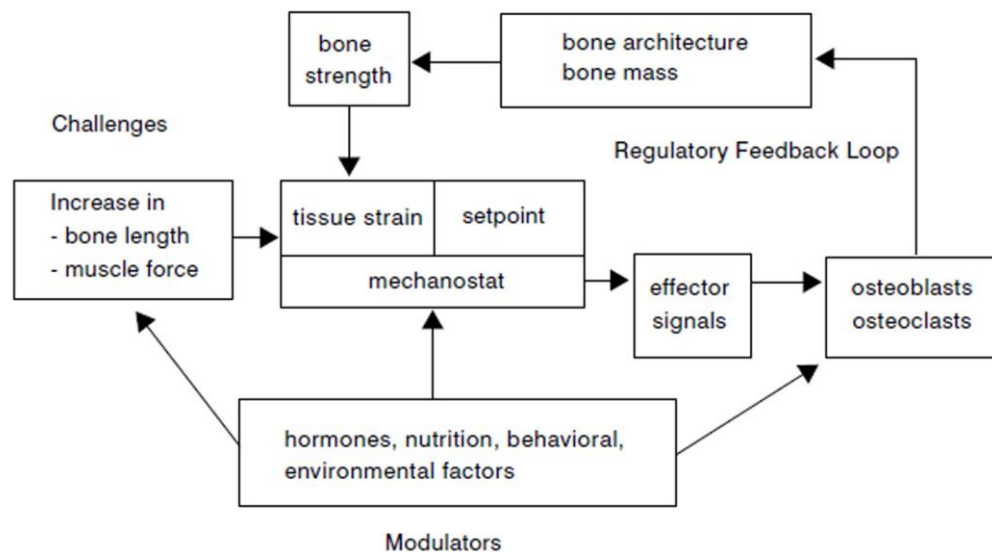 bone
strength
bone architecture
bone mass
Challenges
Regulatory Feedback Loop
Increase in
- bone length
- muscle force
tissue strain
setpoint
mechanostat
effector
signals
osteoblasts
osteoclasts
hormones, nutrition, behavioral,
environmental factors
Modulators